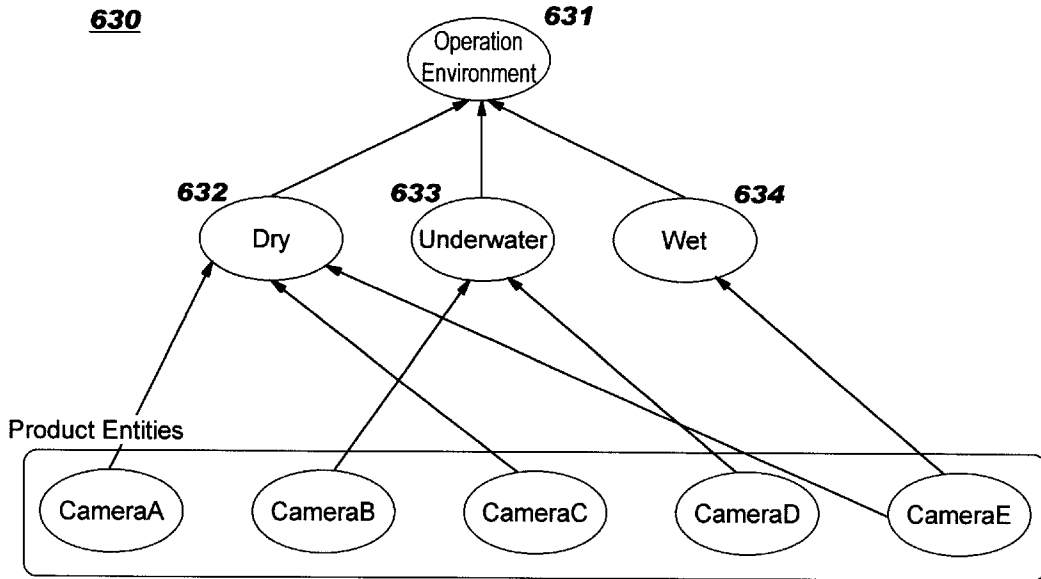 630
631
Operation
Environment
632
633
634
Dry
Underwater
Wet
Product Entities
CameraA
CameraB
CameraC
CameraD
CameraE